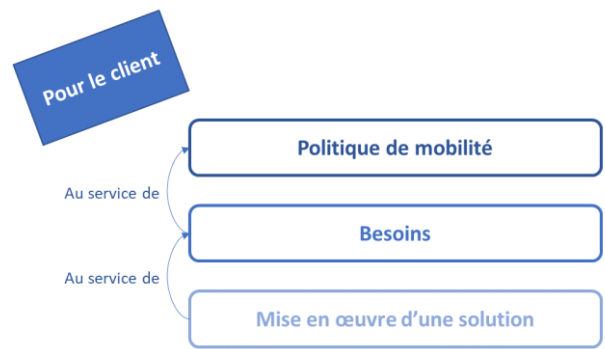 Pour le client
Politique de mobilité
Au service de
Besoins
Au service de
Mise en œuvre d’une solution